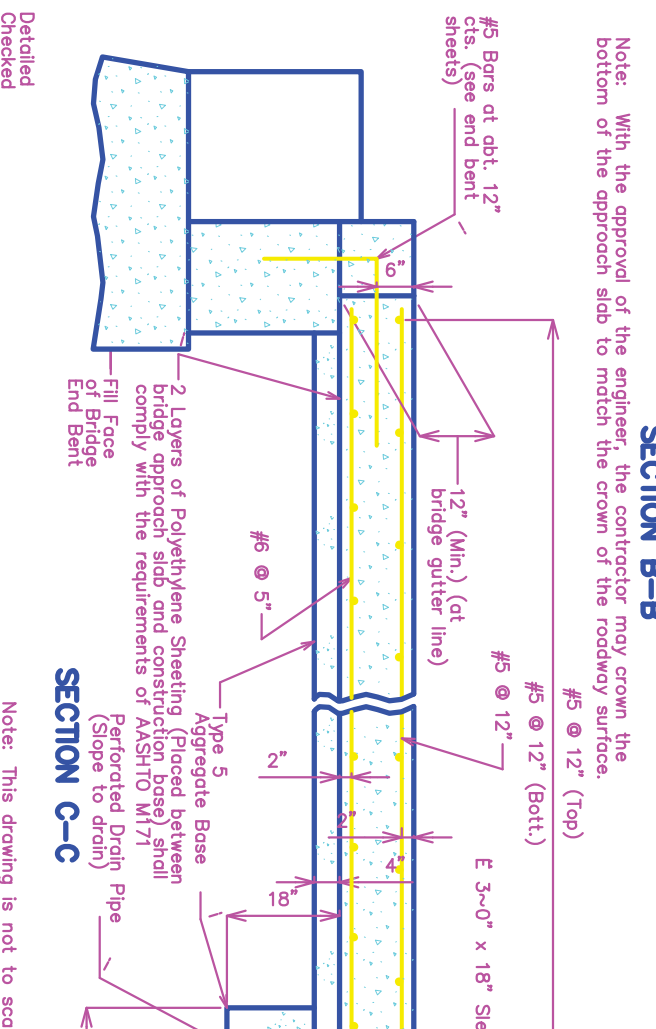 SECTION B-B
Note: With the approval of the engineer, the contractor may crown the
bottom of the approach slab to match the crown of the roadway surface.
#5 @ 12" (Top)
#5 @ 12" (Bott.)
#5 @ 12"
#5 Bars at abt. 12"
cts. (see end bent
sheets)
12" (Min.) (at
bridge gutter line)
6"
E 3~0" x 18" Sle
4"
2"
2"
18"
#6 @ 5"
Type 5
Aggregate Base
2 Layers of Polyethylene Sheeting (Placed between
bridge approach slab and construction base) shall
comply with the requirements of AASHTO M171
Fill Face
of Bridge
End Bent
Perforated Drain Pipe
(Slope to drain)
SECTION C-C
Note: This drawing is not to sca
Detailed
Checked